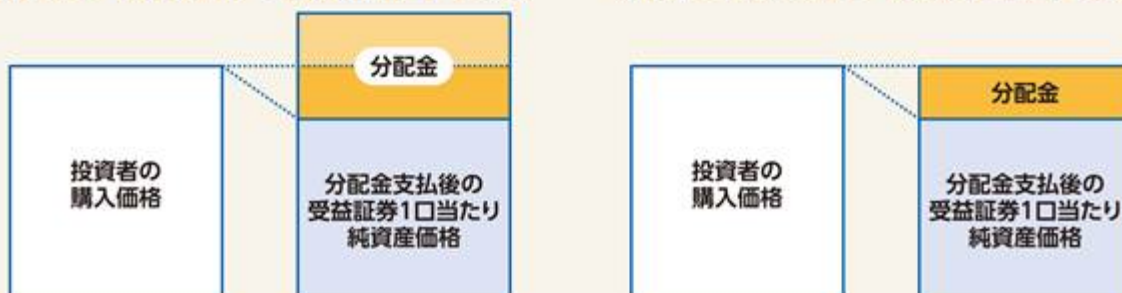 分配金
投資者の
購入価格
分配金支払後の
受益証券1口当たり
純資産価格
分配金
投資者の
購入価格
分配金支払後の
受益証券1口当たり
純資産価格